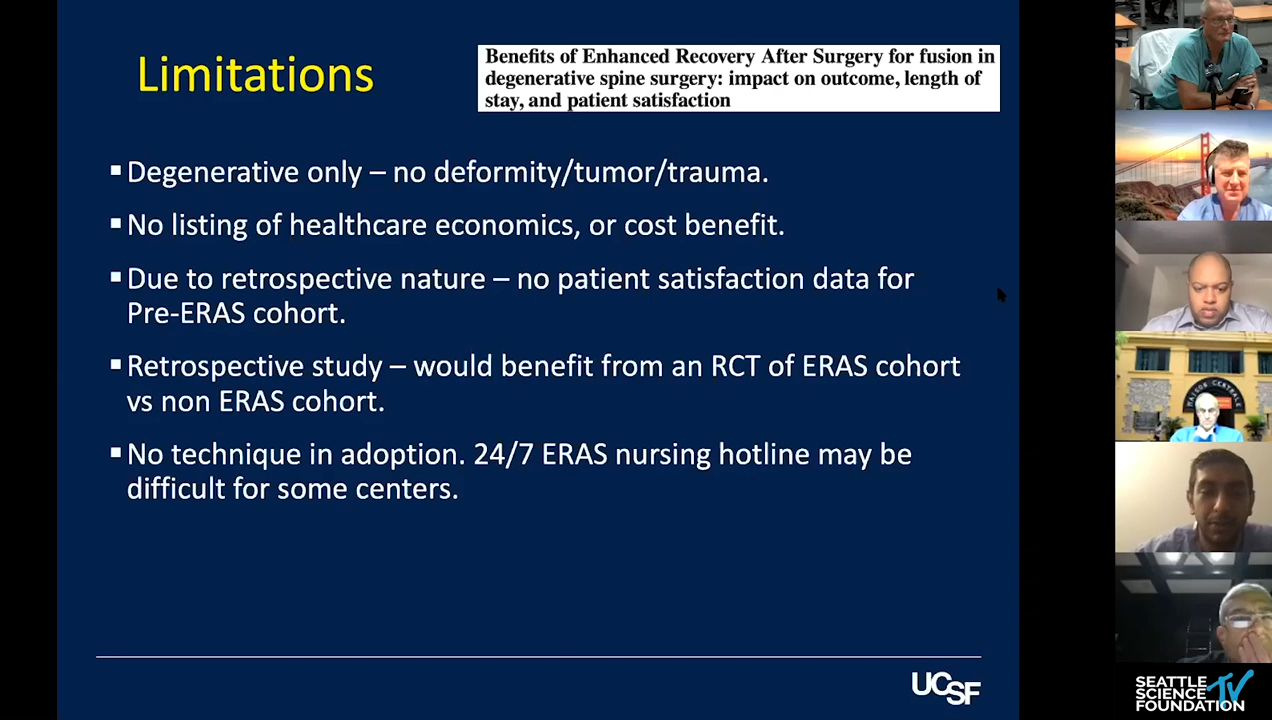 Limitations
Benefits of Enhanced Recovery After Surgery for fusion in
degenerative spine surgery: impact on outcome, length of
stay, and patient satisfaction
▪Degenerative only – no deformity/tumor/trauma.
▪No listing of healthcare economics, or cost benefit.
▪Due to retrospective nature – no patient satisfaction data for
Pre-ERAS cohort.
▪Retrospective study – would benefit from an RCT of ERAS cohort
vs non ERAS cohort.
▪No technique in adoption. 24/7 ERAS nursing hotline may be
difficult for some centers.
UCSF
MAISON CENTRALE
SEATTLE
SCIENCE TV
FOUNDATION